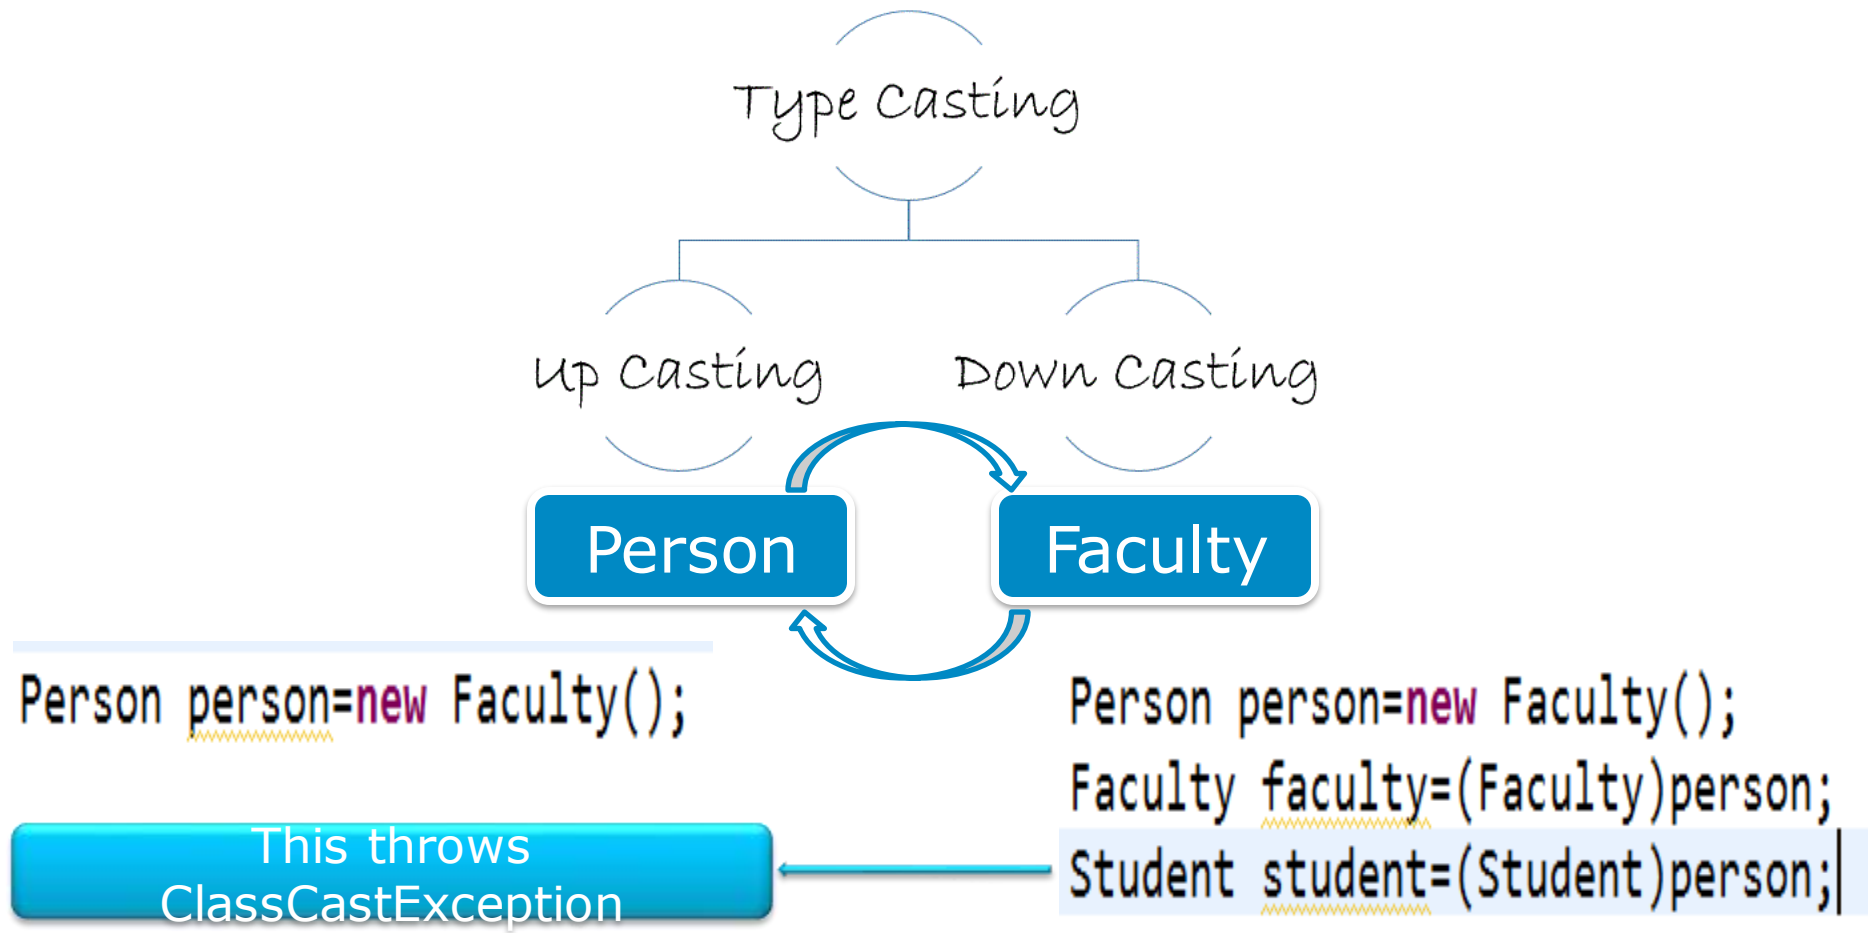 Type Casting
Up Casting
Down Casting
Person
Faculty
Person person=new Faculty();
Person person=new Faculty();
Faculty faculty=(Faculty)person;
Student student=(Student)person;
This throws
ClassCastException